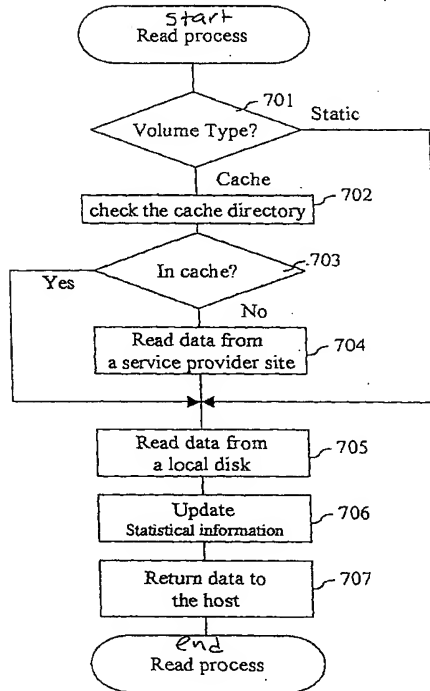 start
Read process
701
Volume Type?
Static
Cache
702
check the cache directory
703
In cache?
Yes
No
Read data from
a service provider site
704
Read data from
a local disk
705
Update
Statistical information
706
Return data to
the host
707
end
Read process